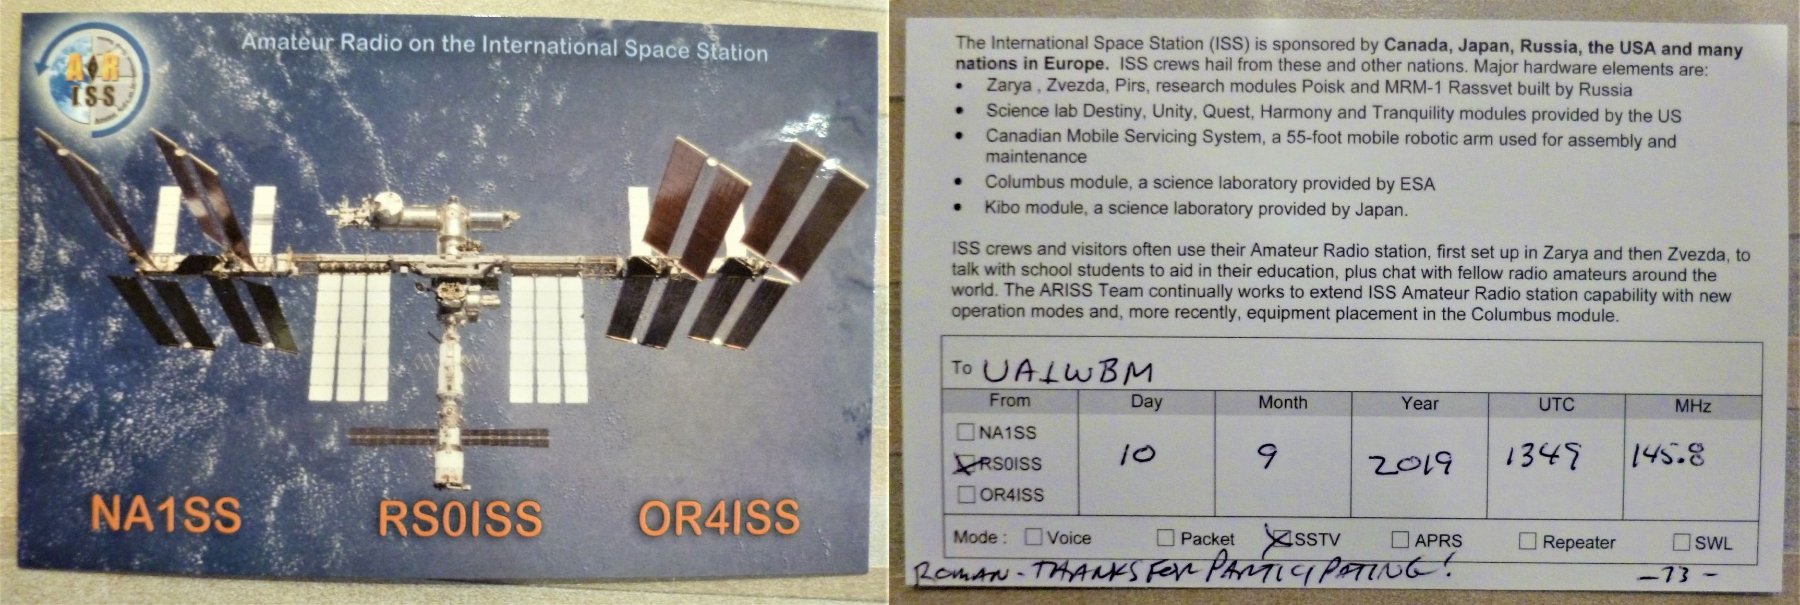 Amateur Radio on the International Space Station
AR
ISS
NA1SS RS0ISS OR4ISS
The International Space Station (ISS) is sponsored by Canada, Japan, Russia, the USA and many
nations in Europe. ISS crews hail from these and other nations. Major hardware elements are:
• Zarya , Zvezda, Pirs, research modules Poisk and MRM-1 Rassvet built by Russia
• Science lab Destiny, Unity, Quest, Harmony and Tranquility modules provided by the US
• Canadian Mobile Servicing System, a 55-foot mobile robotic arm used for assembly and
maintenance
• Columbus module, a science laboratory provided by ESA
• Kibo module, a science laboratory provided by Japan.
ISS crews and visitors often use their Amateur Radio station, first set up in Zarya and then Zvezda, to
talk with school students to aid in their education, plus chat with fellow radio amateurs around the
world. The ARISS Team continually works to extend ISS Amateur Radio station capability with new
operation modes and, more recently, equipment placement in the Columbus module.
To UA1WBM
From Day Month Year UTC MHz
NA1SS
RS0ISS 10 9 2019 1349 145.8
OR4ISS
Mode : Voice Packet SSTV APRS Repeater SWL
ROMAN - THANKS FOR PARTICIPATING! - 73 -